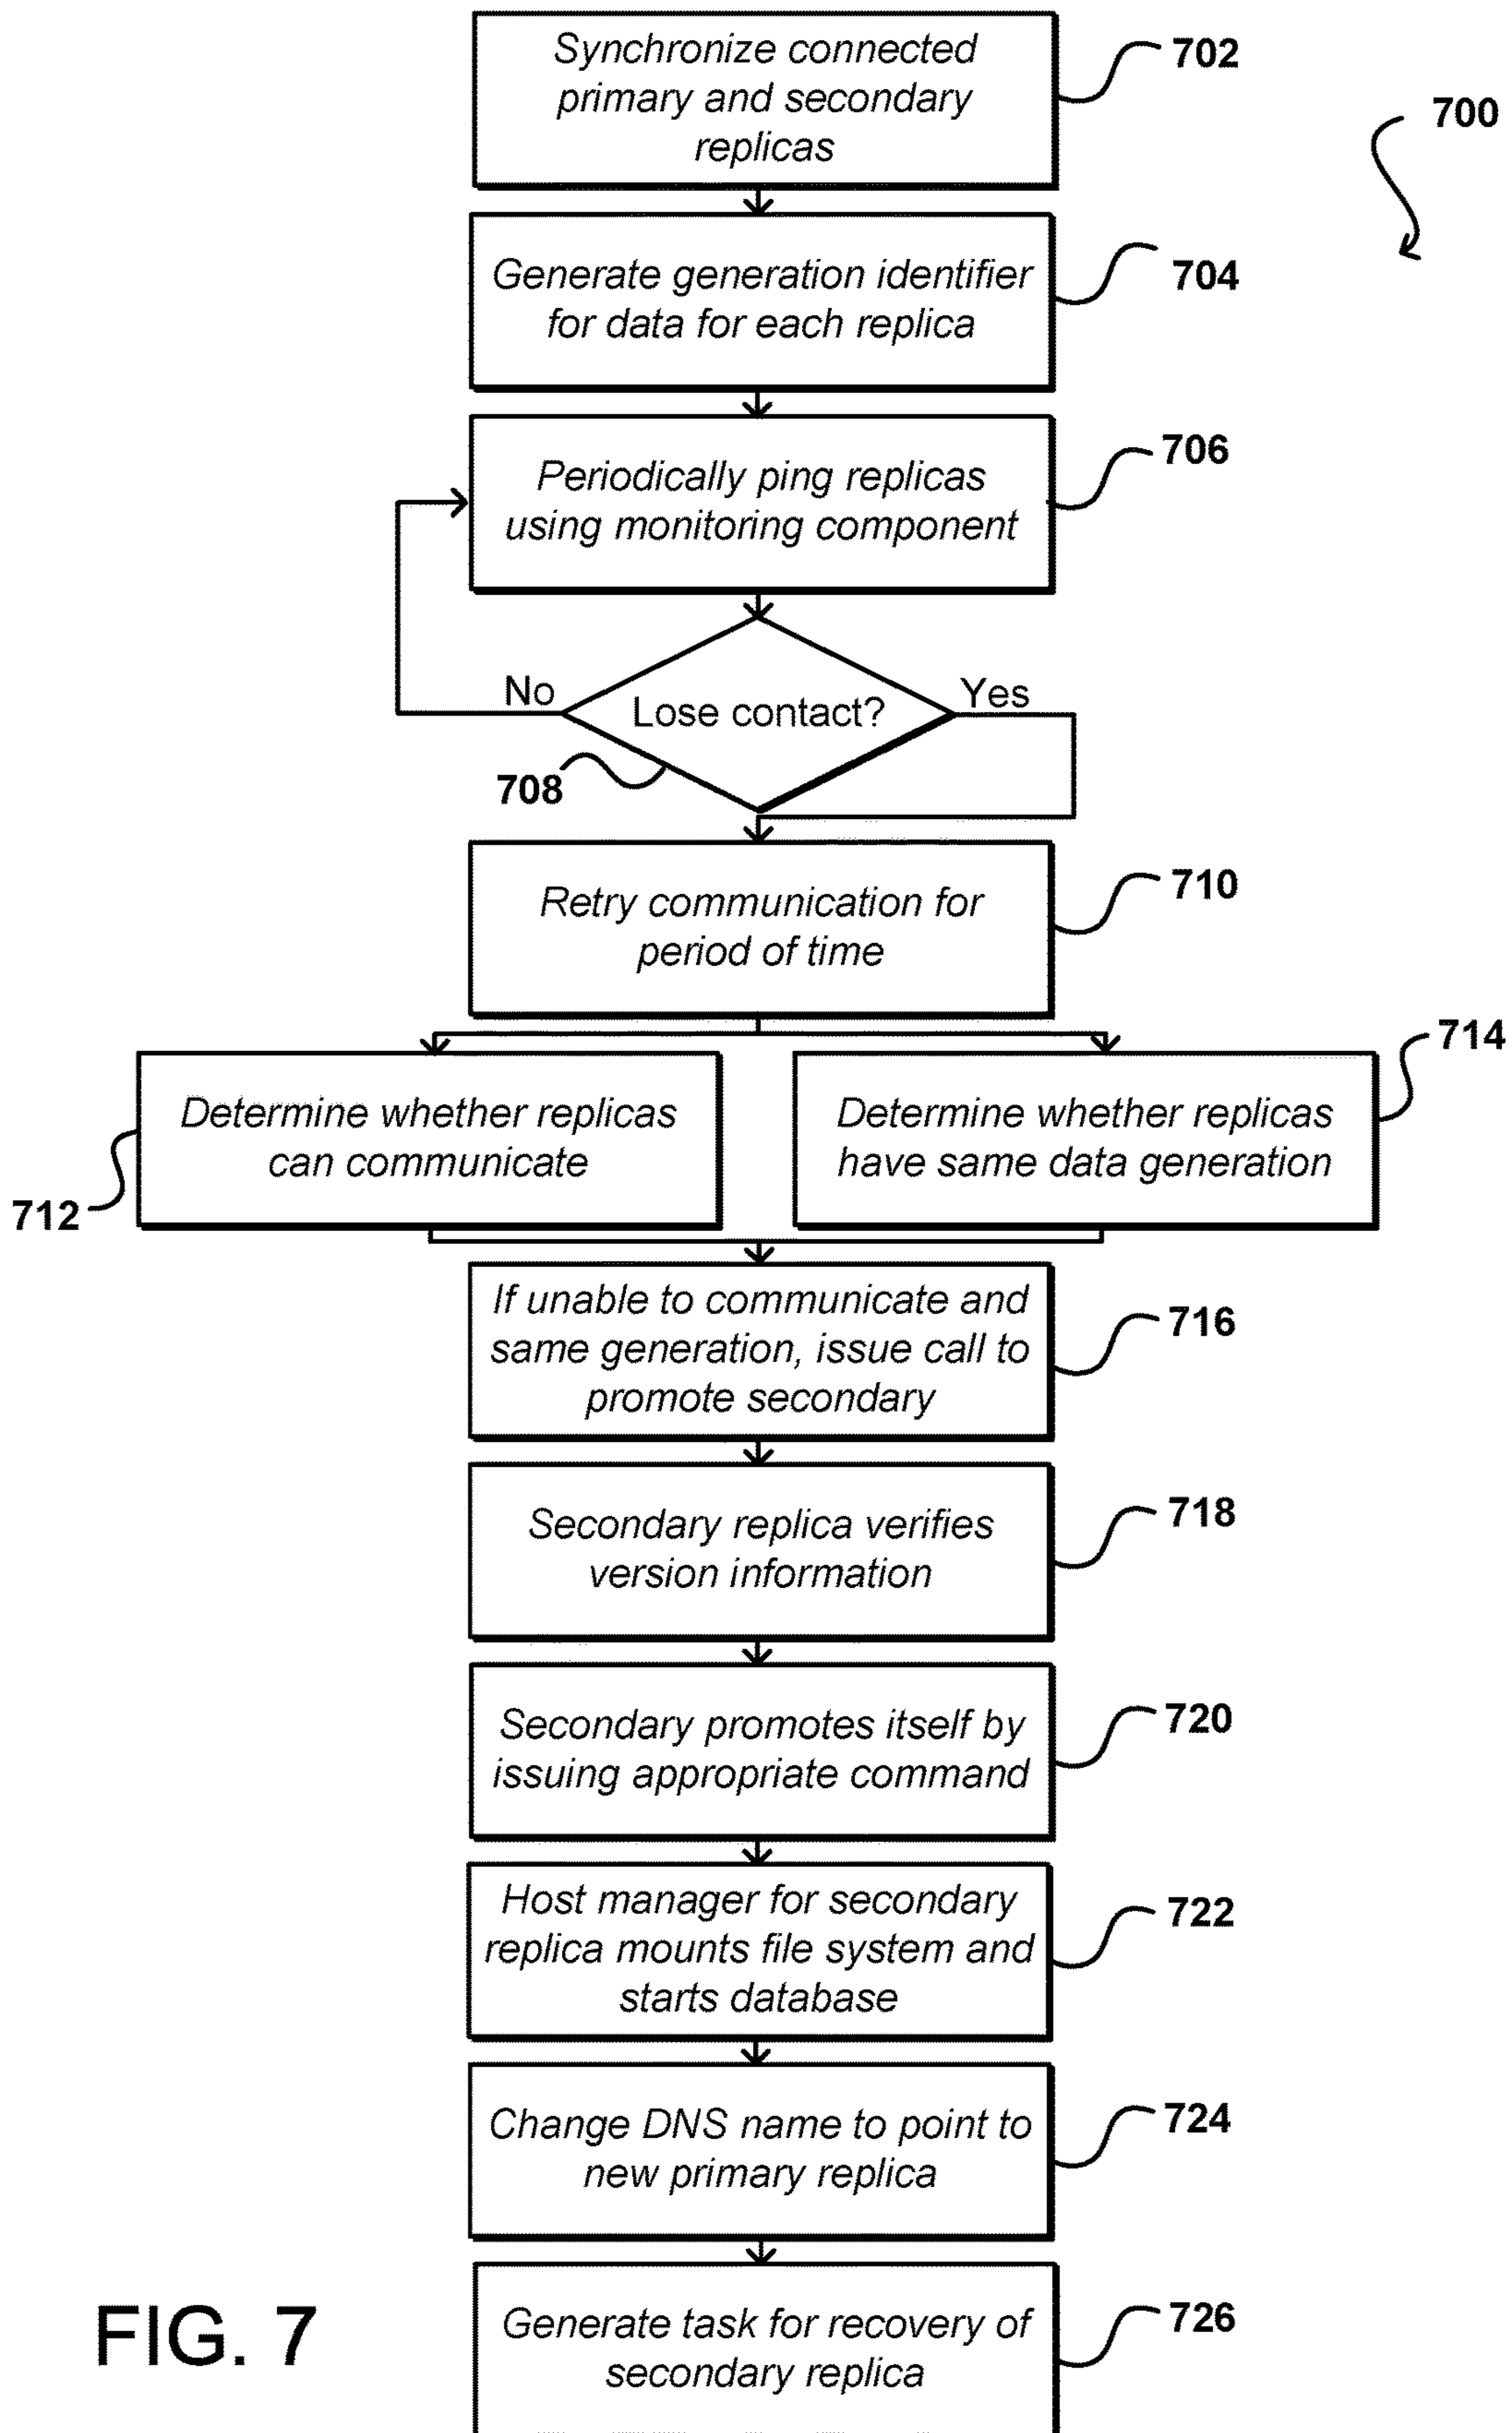 Synchronize connected
primary and secondary
replicas
702
700
Generate generation identifier
for data for each replica
704
Periodically ping replicas
using monitoring component
706
No
Lose contact?
Yes
708
Retry communication for
period of time
710
Determine whether replicas
can communicate
712
Determine whether replicas
have same data generation
714
If unable to communicate and
same generation, issue call to
promote secondary
716
Secondary replica verifies
version information
718
Secondary promotes itself by
issuing appropriate command
720
Host manager for secondary
replica mounts file system and
starts database
722
Change DNS name to point to
new primary replica
724
Generate task for recovery of
secondary replica
726
FIG. 7